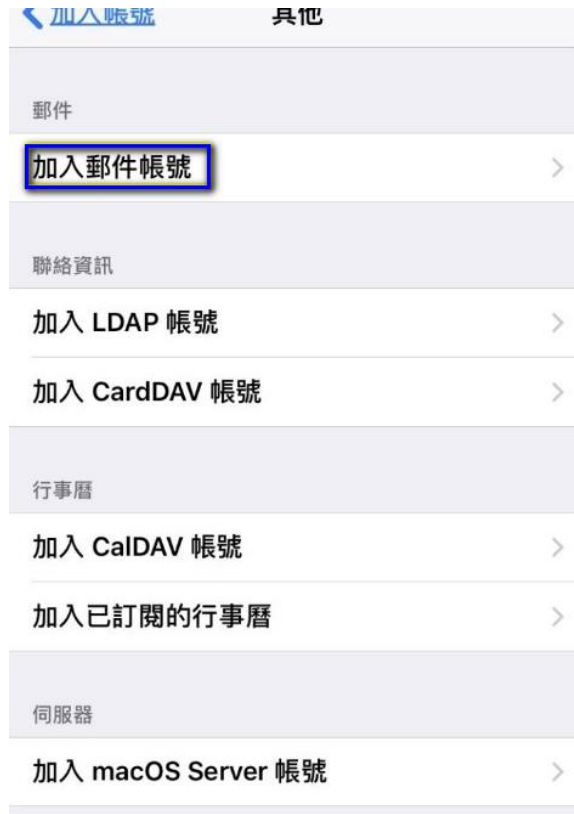 加入帳號 其他
郵件
加入郵件帳號
聯絡資訊
加入 LDAP 帳號
加入 CardDAV 帳號
行事曆
加入 CalDAV 帳號
加入已訂閱的行事曆
伺服器
加入 macOS Server 帳號